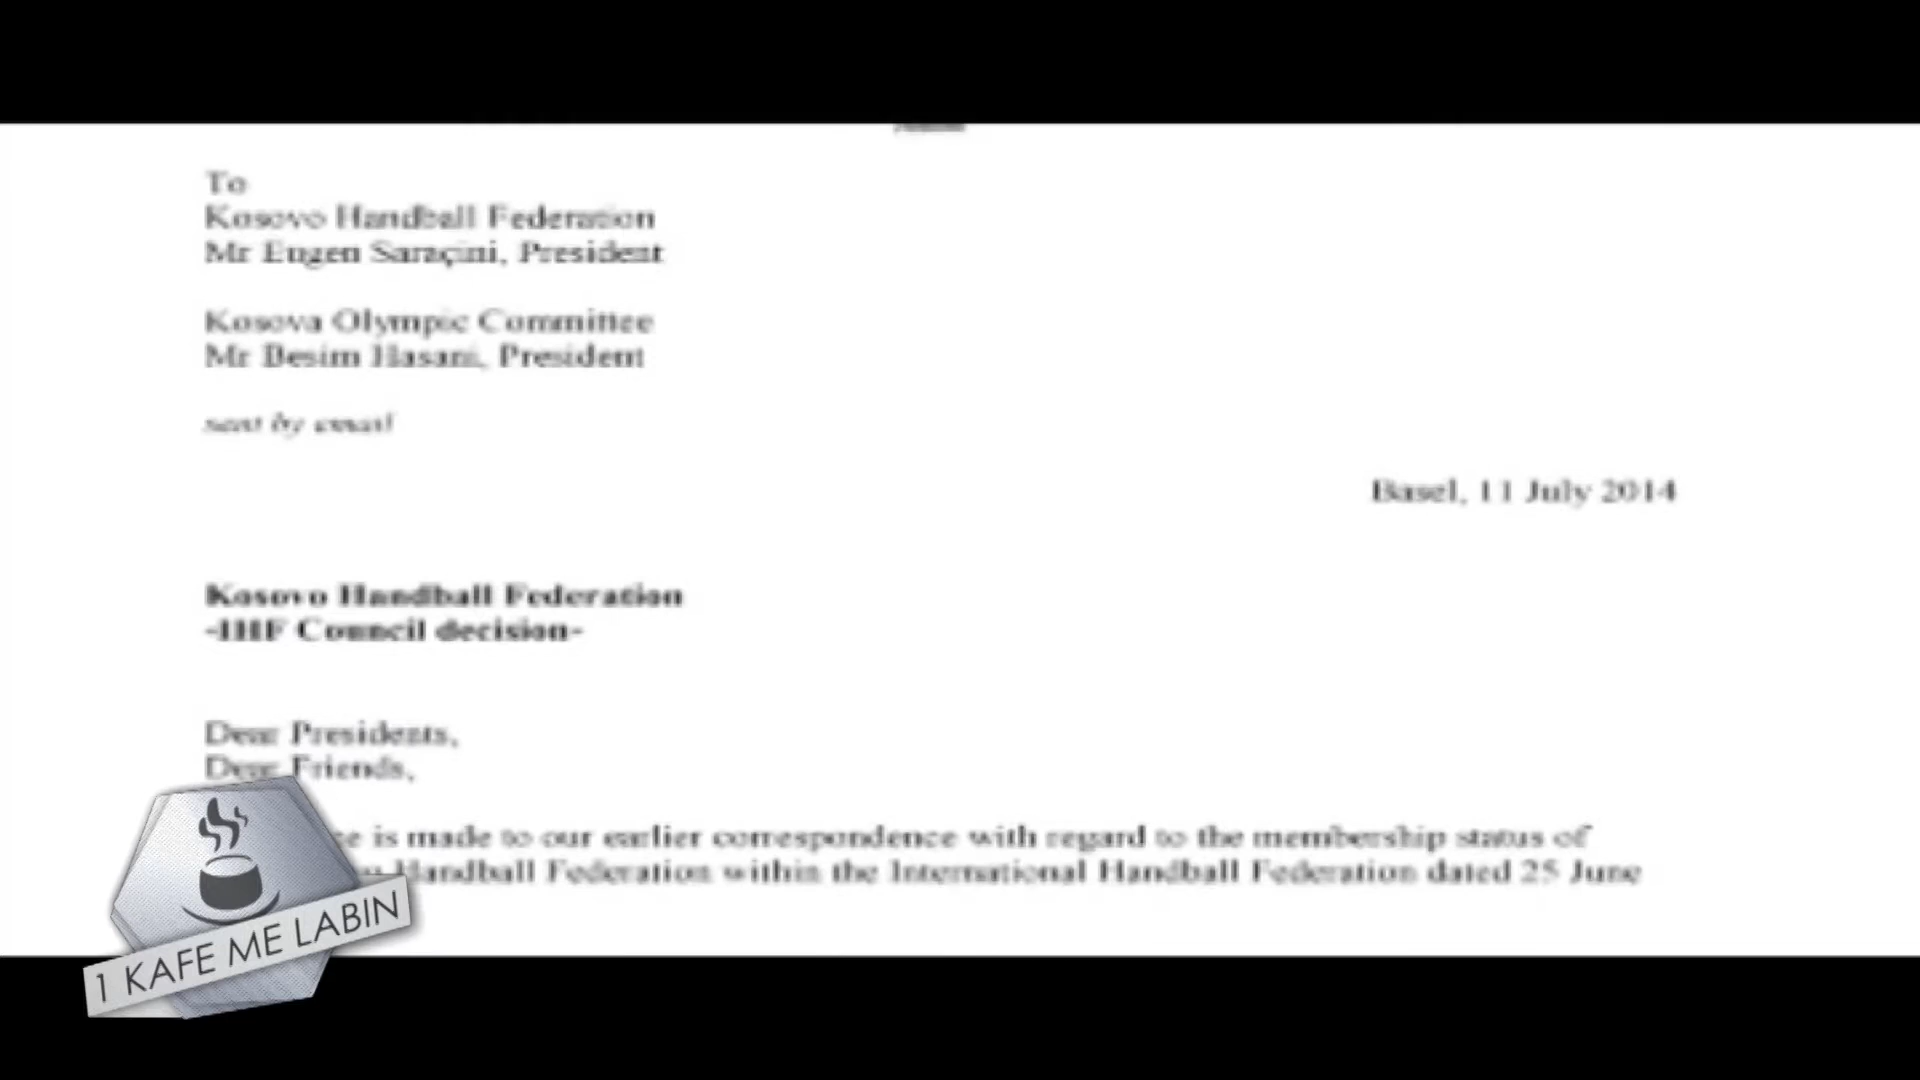 To
Kosovo Handball Federation
Mr Eugen Saraçini, President
Kosova Olympic Committee
Mr Besim Hasani, President
sent by email
Basel, 11 July 2014
Kosovo Handball Federation
-IHF Council decision-
Dear Presidents,
Dear Friends,
is made to our earlier correspondence with regard to the membership status of
Handball Federation within the International Handball Federation dated 25 June
1 KAFE ME LABIN